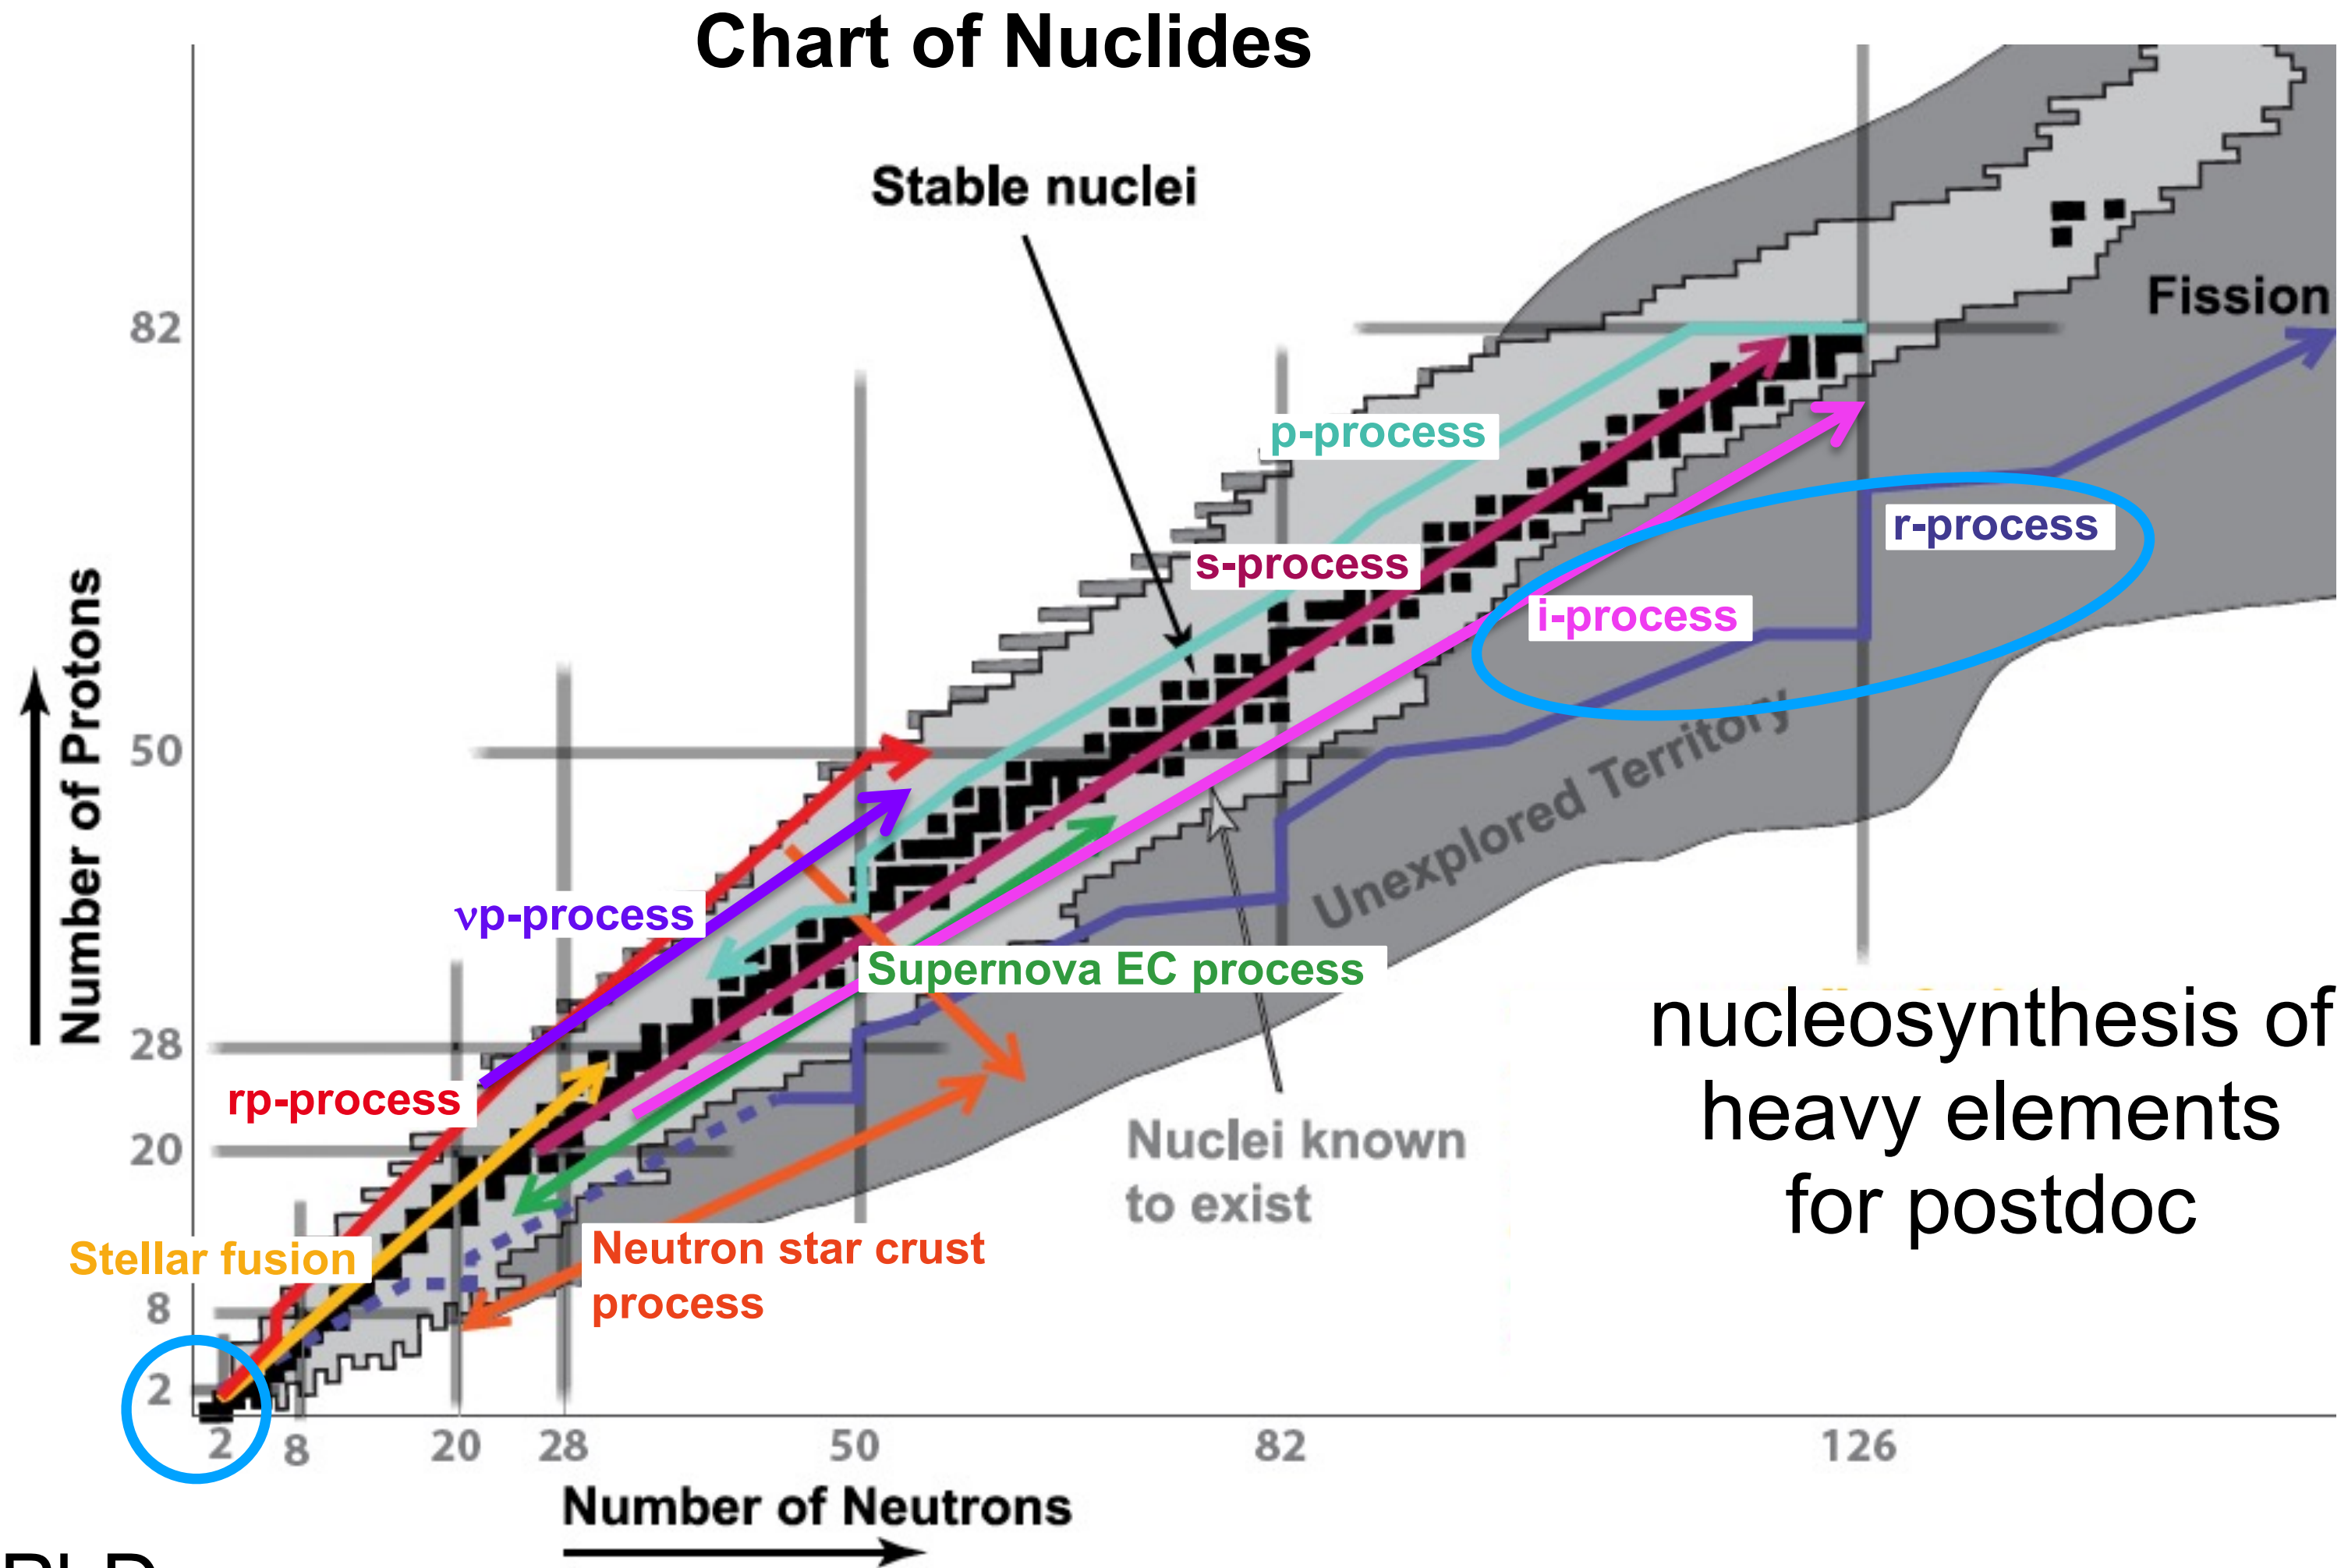 Chart of Nuclides
Stable nuclei
Fission
82
p-process
r-process
s-process
i-process
Number of Protons
50
Unexplored Territory
νp-process
Supernova EC process
nucleosynthesis of
heavy elements
for postdoc
28
rp-process
20
Nuclei known
to exist
Stellar fusion
Neutron star crust
process
8
2
2 8 20 28 50 82 126
Number of Neutrons